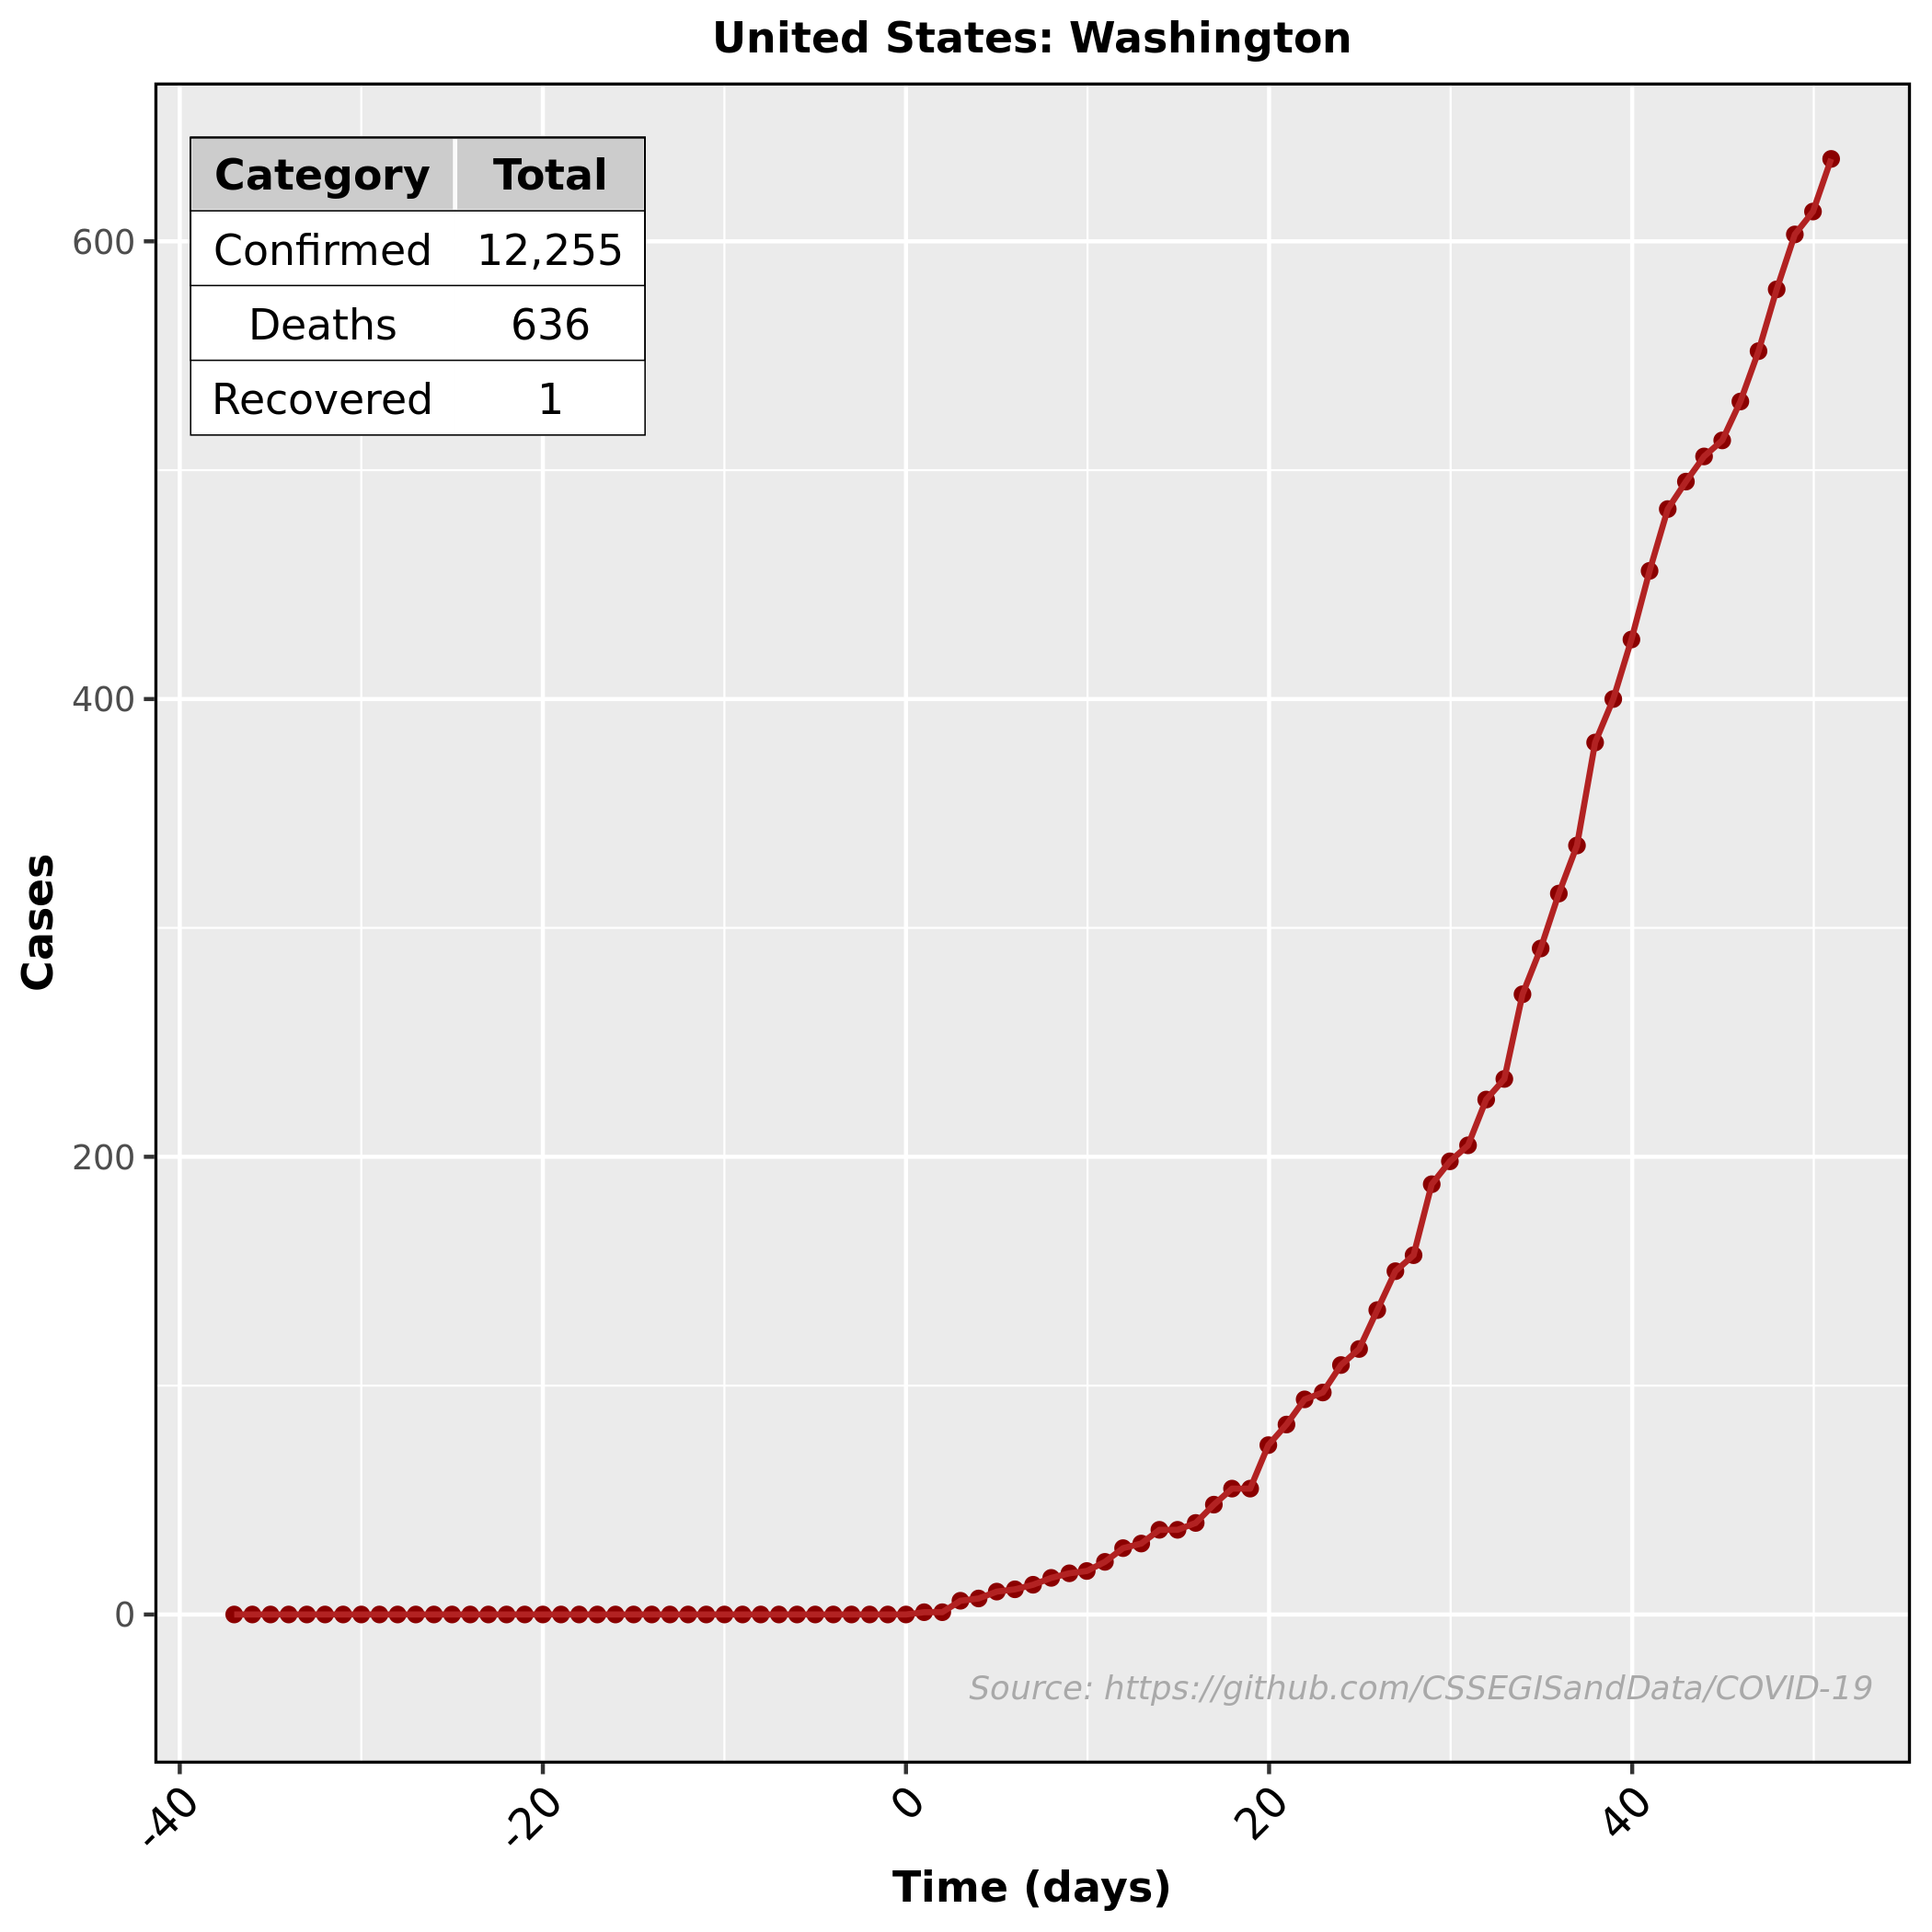 United States: Washington
Category Total
Confirmed 12,255
Deaths 636
Recovered 1
600
400
200
0
Cases
Source: https://github.com/CSSEGISandData/COVID-19
-40 -20 0 20 40
Time (days)